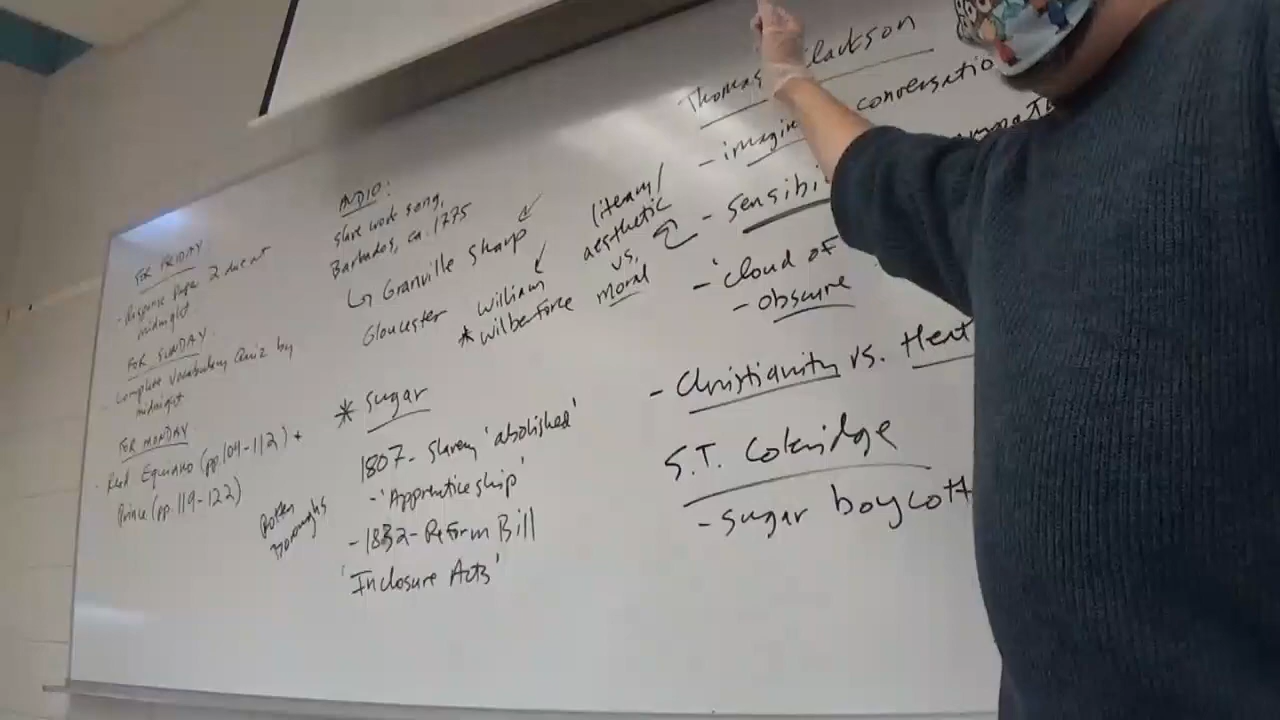 FOR FRIDAY
- Response Paper 2 due at
midnight
FOR SUNDAY
- Complete Vocabulary Quiz by
midnight
FOR MONDAY
- Read Equiano (pp. 104-112) +
Prince (pp. 119-122)
AUDIO:
slave work song,
Barbados, ca. 1775
↳ Granville Sharp
Gloucester
William
* Wilberforce
* Sugar
1807 - Slavery 'abolished'
- 'Apprenticeship'
- 1832 - Reform Bill
Rotten
Boroughs
'Inclosure Acts'
literary/
aesthetic
vs.
moral
Thomas Clarkson
- conversation
- sensibi
- 'cloud of
- obscure
- Christianity vs. Heat
S.T. Coleridge
- sugar boycott